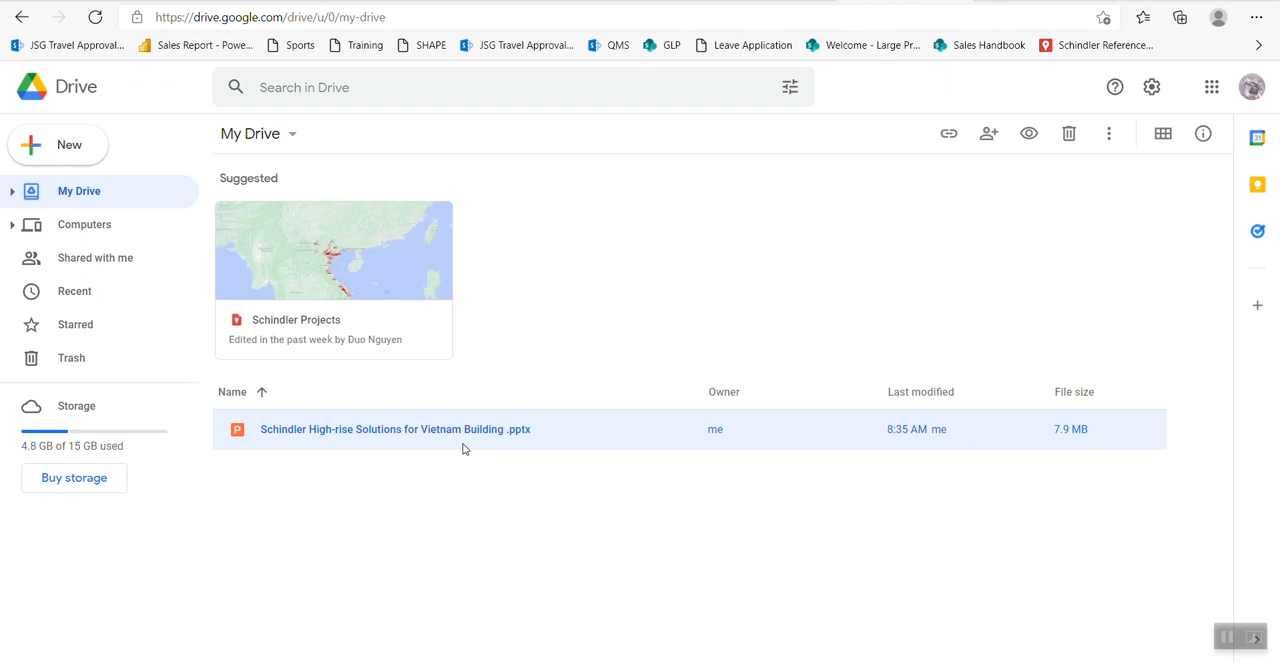 https://drive.google.com/drive/u/0/my-drive
JSG Travel Approval... Sales Report - Powe... Sports Training SHAPE JSG Travel Approval... QMS GLP Leave Application Welcome - Large Pr... Sales Handbook Schindler Reference...
Drive
Search in Drive
New
My Drive
Computers
Shared with me
Recent
Starred
Trash
Storage
4.8 GB of 15 GB used
Buy storage
My Drive
Suggested
Schindler Projects
Edited in the past week by Duo Nguyen
Name Owner Last modified File size
P Schindler High-rise Solutions for Vietnam Building .pptx me 8:35 AM me 7.9 MB
31